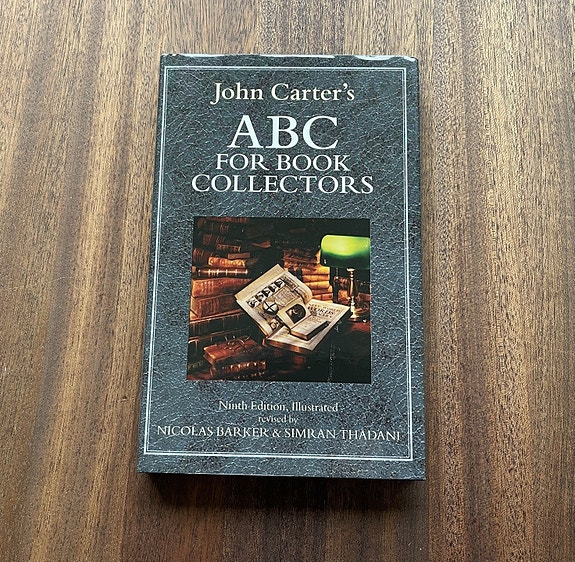 John Carter's
ABC
FOR BOOK
COLLECTORS
Ninth Edition, Illustrated
revised by
NICOLAS BARKER & SIMRAN THADANI